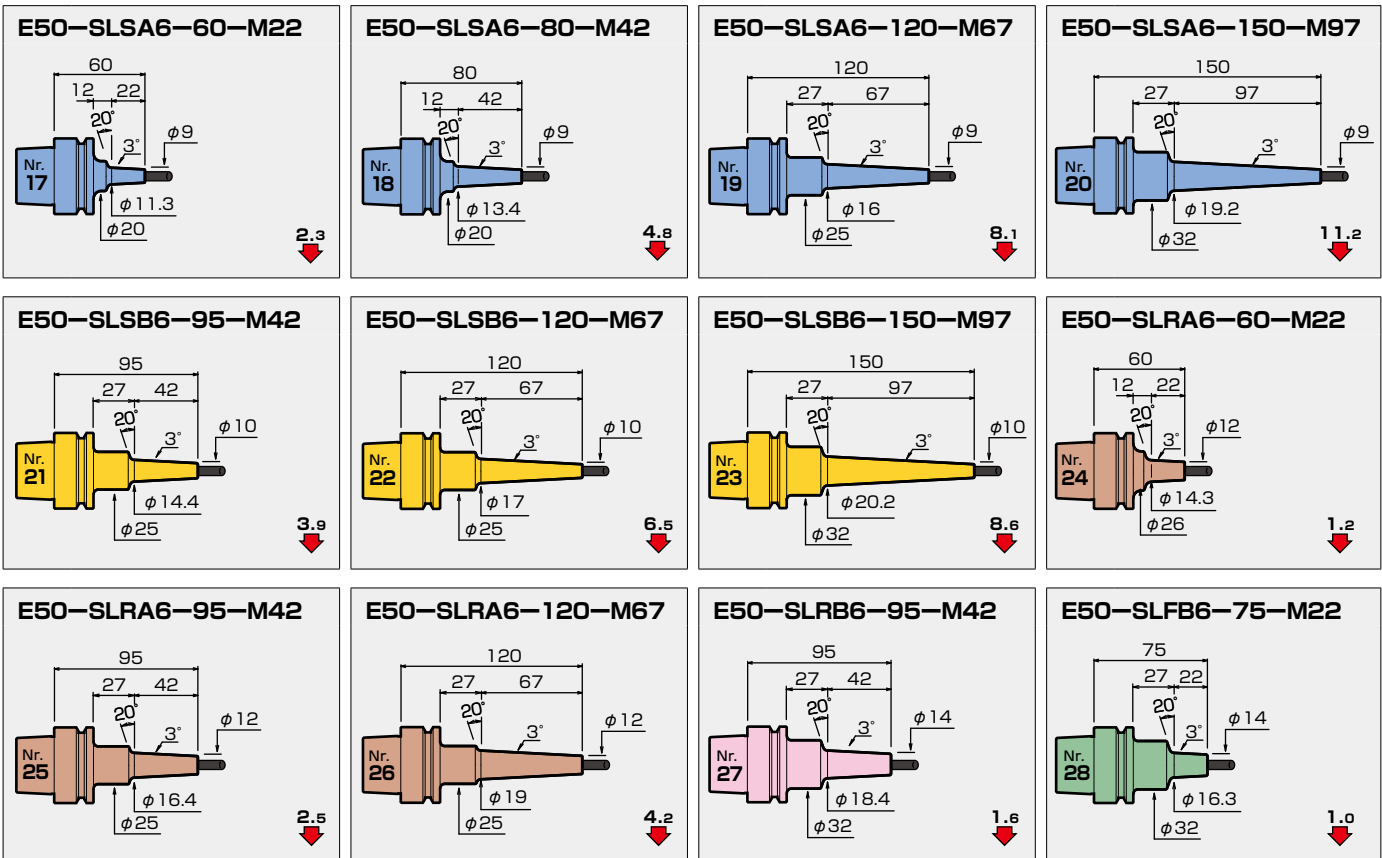 E50-SLSA6-60-M22
60
12 22
20°
3°
φ9
Nr.
17
φ11.3
φ20
2.3
E50-SLSA6-80-M42
80
12 42
20°
3°
φ9
Nr.
18
φ13.4
φ20
4.8
E50-SLSA6-120-M67
120
27 67
20°
3°
φ9
Nr.
19
φ16
φ25
8.1
E50-SLSA6-150-M97
150
27 97
20°
3°
φ9
Nr.
20
φ19.2
φ32
11.2
E50-SLSB6-95-M42
95
27 42
20°
3°
φ10
Nr.
21
φ14.4
φ25
3.9
E50-SLSB6-120-M67
120
27 67
20°
3°
φ10
Nr.
22
φ17
φ25
6.5
E50-SLSB6-150-M97
150
27 97
20°
3°
φ10
Nr.
23
φ20.2
φ32
8.6
E50-SLRA6-60-M22
60
12 22
20°
3°
φ12
Nr.
24
φ14.3
φ26
1.2
E50-SLRA6-95-M42
95
27 42
20°
3°
φ12
Nr.
25
φ16.4
φ25
2.5
E50-SLRA6-120-M67
120
27 67
20°
3°
φ12
Nr.
26
φ19
φ25
4.2
E50-SLRB6-95-M42
95
27 42
20°
3°
φ14
Nr.
27
φ18.4
φ32
1.6
E50-SLFB6-75-M22
75
27 22
20°
3°
φ14
Nr.
28
φ16.3
φ32
1.0